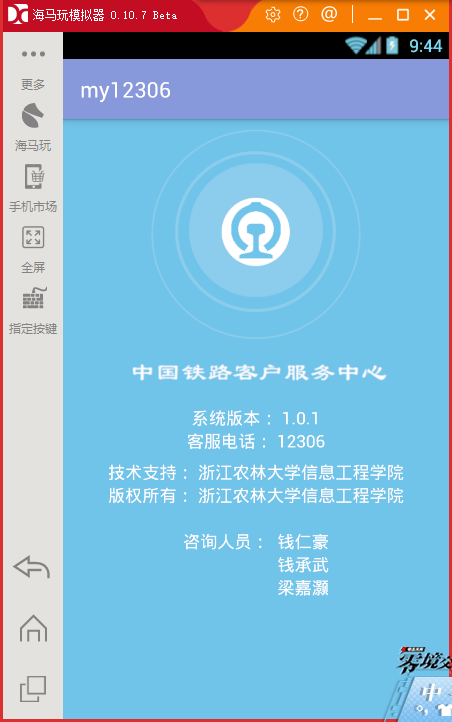 海马玩模拟器 0.10.7 Beta
9:44
更多
my12306
海马玩
手机市场
全屏
指定按键
中国铁路客户服务中心
系统版本： 1.0.1
客服电话： 12306
技术支持： 浙江农林大学信息工程学院
版权所有： 浙江农林大学信息工程学院
咨询人员： 钱仁豪
钱承武
梁嘉灏
中